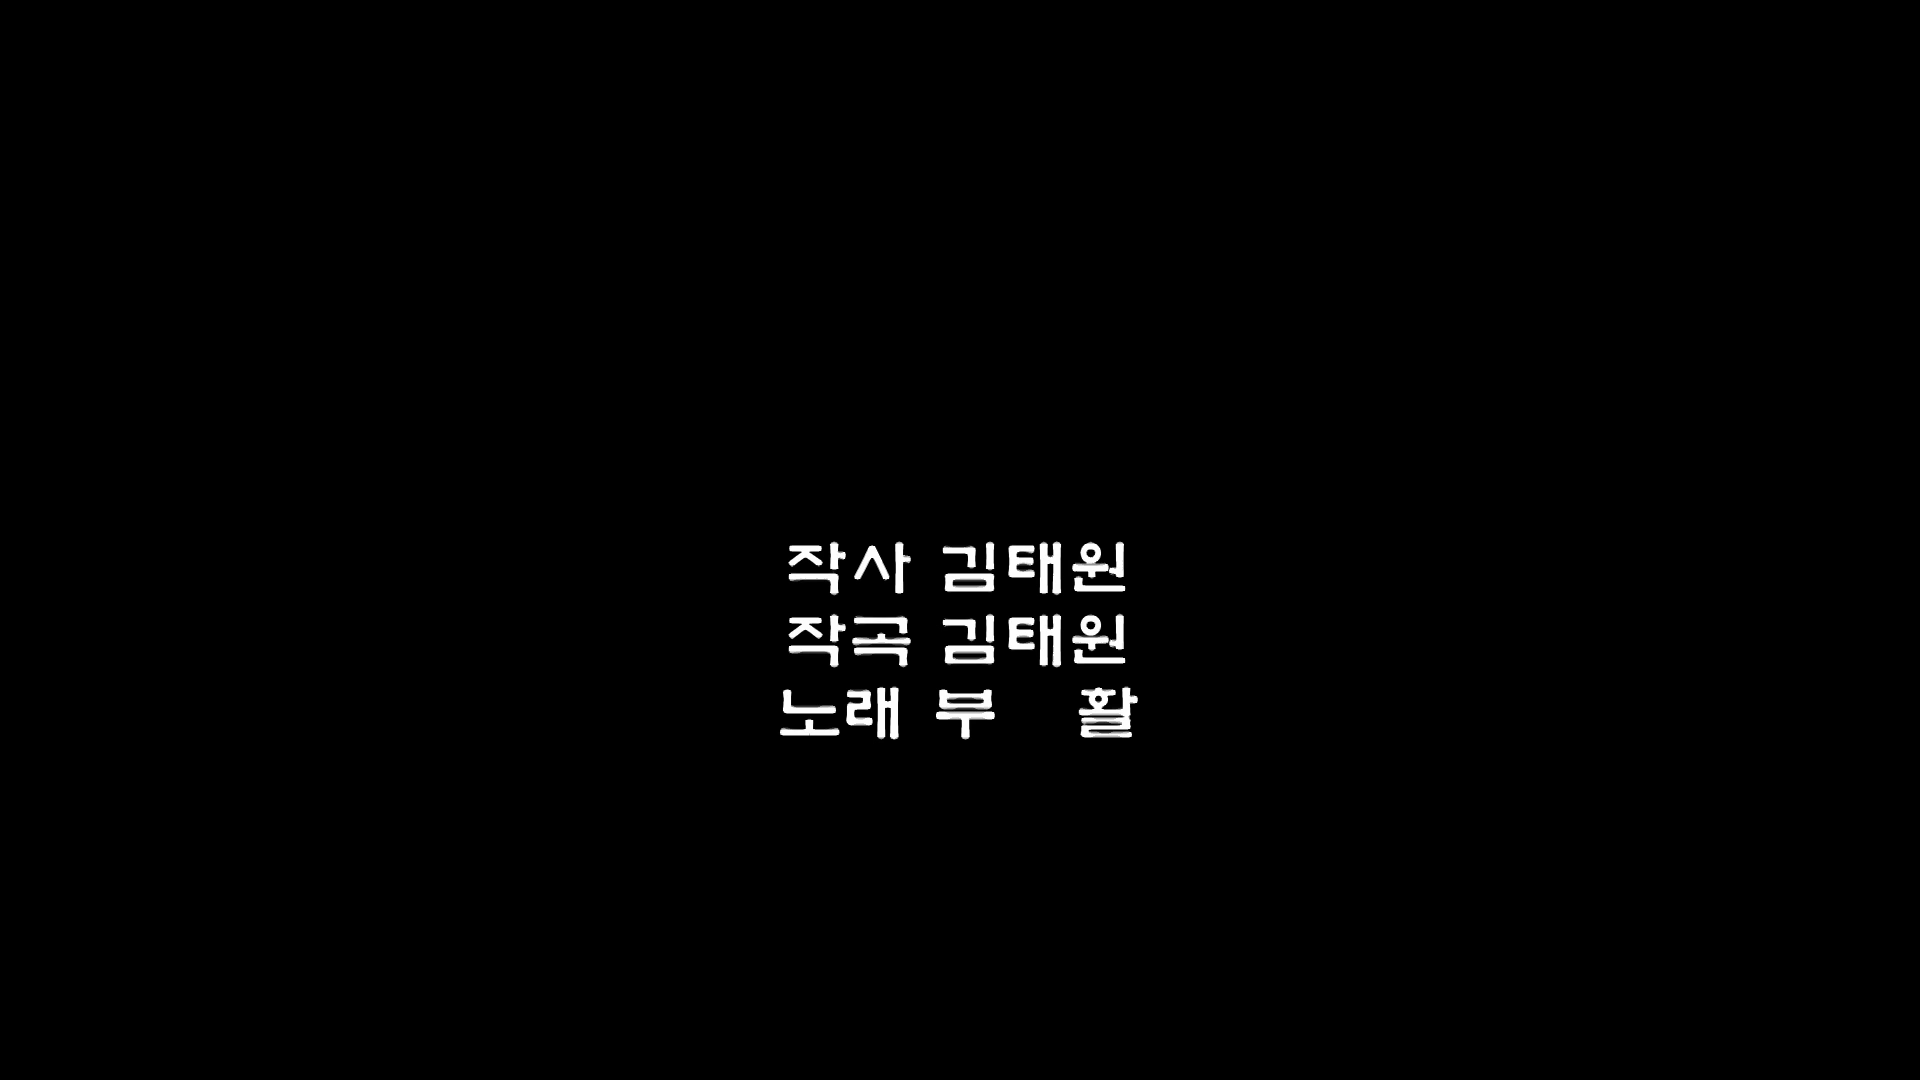 작사 김태원
작곡 김태원
노래 부 활